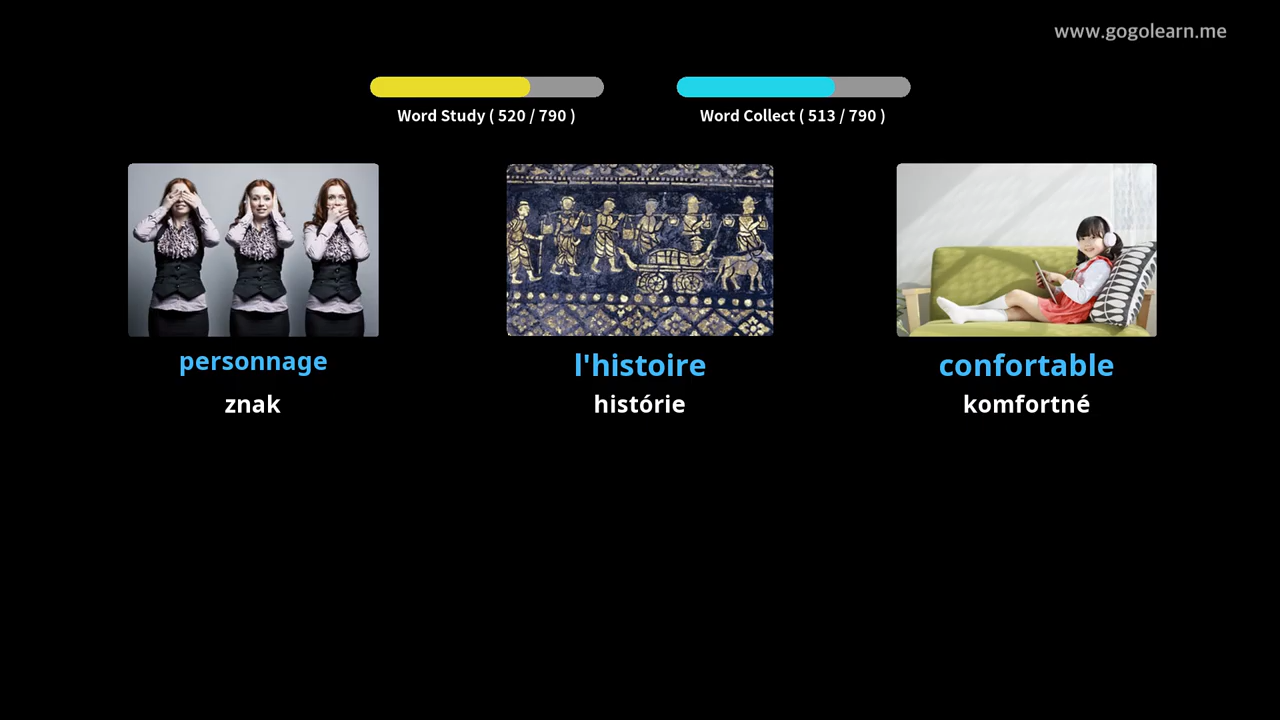 www.gogolearn.me
Word Study ( 520 / 790 )
Word Collect ( 513 / 790 )
personnage
l'histoire
confortable
znak
histórie
komfortné